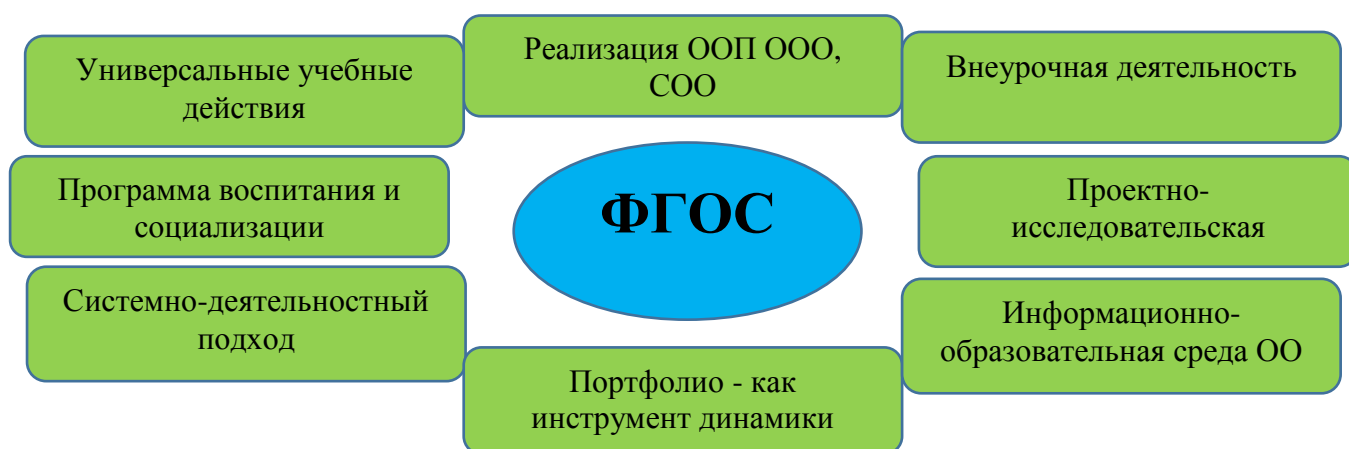 Универсальные учебные
действия
Реализация ООП ООО,
СОО
Внеурочная деятельность
Программа воспитания и
социализации
ФГОС
Проектно-
исследовательская
Системно-деятельностный
подход
Информационно-
образовательная среда ОО
Портфолио - как
инструмент динамики